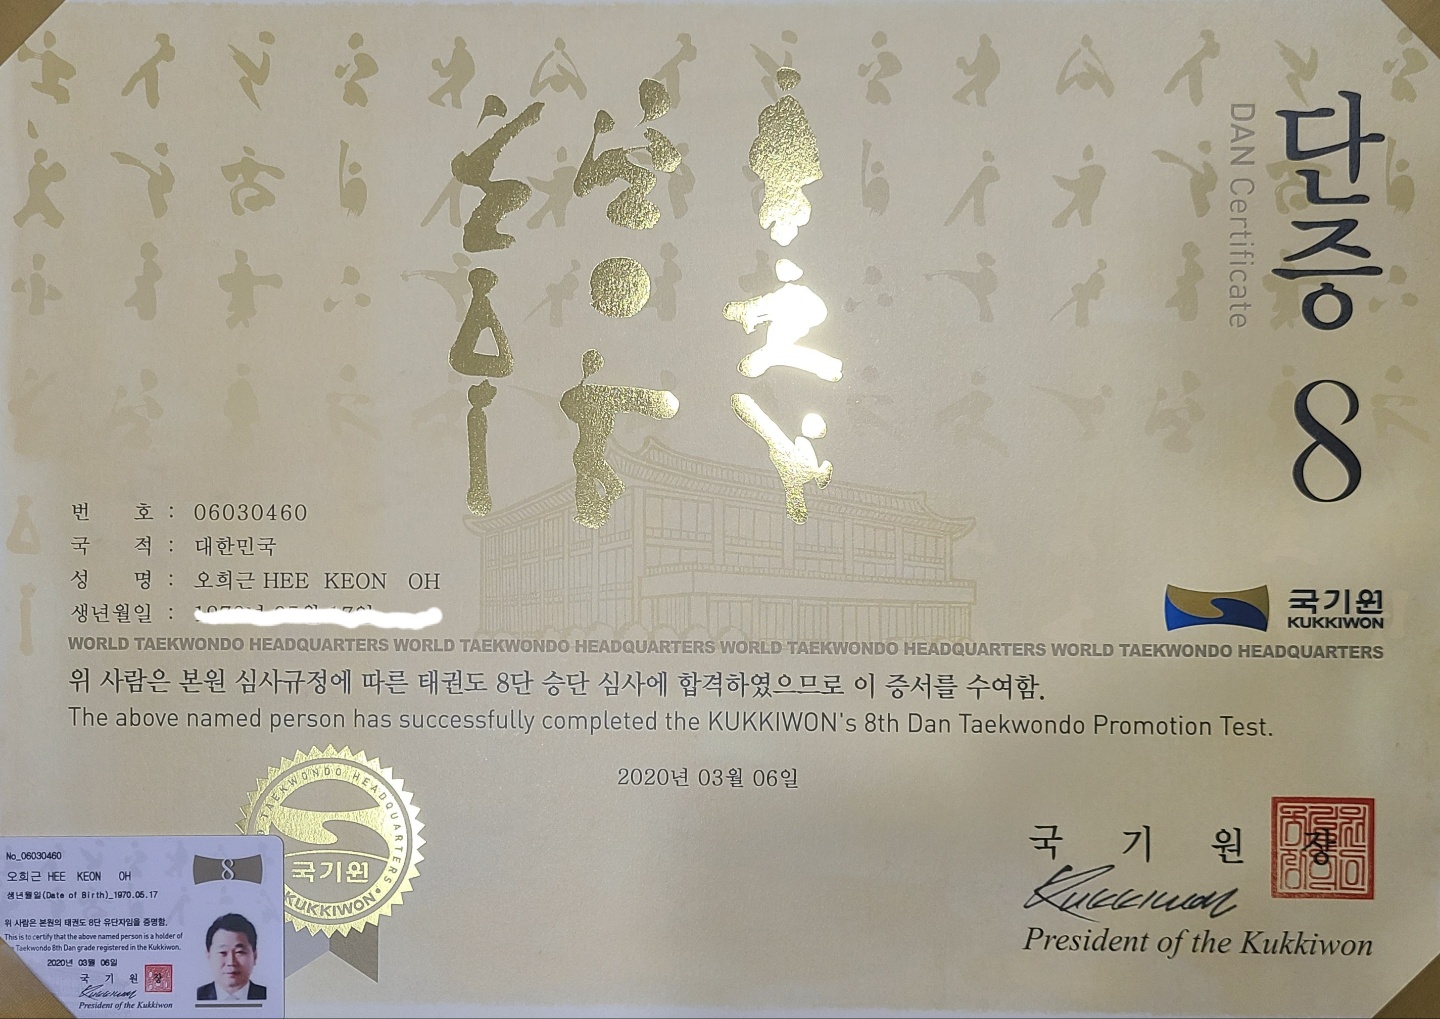 단증 8
DAN Certificate
번 호 : 06030460
국 적 : 대한민국
성 명 : 오희근 HEE KEON OH
생년월일 :
국기원
KUKKIWON
WORLD TAEKWONDO HEADQUARTERS WORLD TAEKWONDO HEADQUARTERS WORLD TAEKWONDO HEADQUARTERS WORLD TAEKWONDO HEADQUARTERS
위 사람은 본원 심사규정에 따른 태권도 8단 승단 심사에 합격하였으므로 이 증서를 수여함.
The above named person has successfully completed the KUKKIWON's 8th Dan Taekwondo Promotion Test.
2020년 03월 06일
TAEKWONDO HEADQUARTERS
국기원
KUKKIWON
국 기 원 장
Kukkiwon
President of the Kukkiwon
No_06030460
8
오희근 HEE KEON OH
생년월일(Date of Birth)_1970.05.17
위 사람은 본원의 태권도 8단 유단자임을 증명함.
This is to certify that the above named person is a holder of
Taekwondo 8th Dan grade registered in the Kukkiwon.
2020년 03월 06일
국 기 원 장
Kukkiwon
President of the Kukkiwon